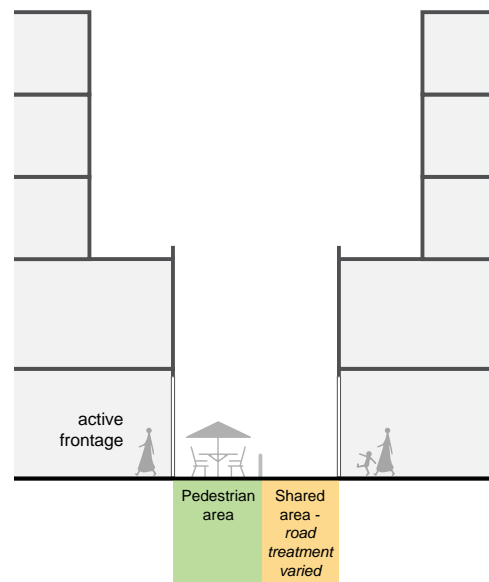 active
frontage
Pedestrian
area
Shared
area -
road
treatment
varied